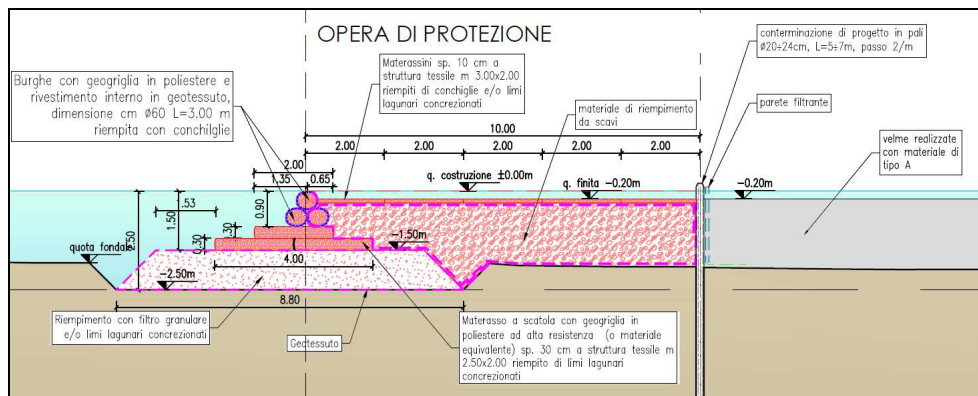 OPERA DI PROTEZIONE
conterminazione di progetto in pali
Ø20÷24cm, L=5÷7m, passo 2/m
Burghe con geogriglia in poliestere e
rivestimento interno in geotessuto,
dimensione cm Ø60 L=3.00 m
riempita con conchilglie
Materassini sp. 10 cm a
struttura tessile m 3.00x2.00
riempiti di conchiglie e/o limi
lagunari concrezionati
materiale di riempimento
da scavi
parete filtrante
velme realizzate
con materiale di
tipo A
10.00
2.00
2.00
2.00
2.00
2.00
2.00
1.35
0.65
q. costruzione ±0.00m
q. finita -0.20m
-0.20m
.53
0.90
1.50
2.50
.30
0.30
quota fondale
-1.50m
4.00
-2.50m
8.80
Riempimento con filtro granulare
e/o limi lagunari concrezionati
Geotessuto
Materasso a scatola con geogriglia in
poliestere ad alta resistenza (o materiale
equivalente) sp. 30 cm a struttura tessile m
2.50x2.00 riempito di limi lagunari
concrezionati